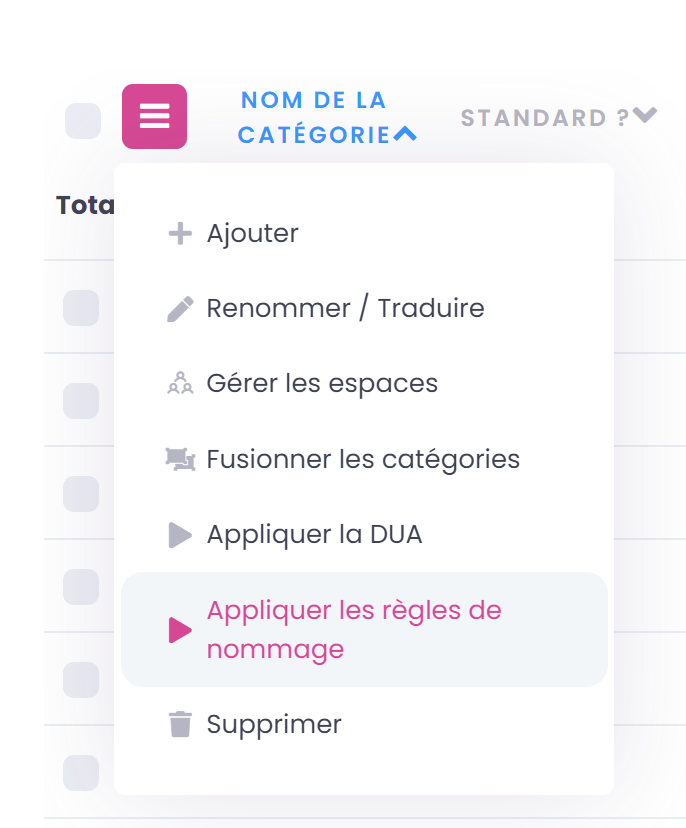 NOM DE LA
CATÉGORIE
STANDARD ?
Tota
Ajouter
Renommer / Traduire
Gérer les espaces
Fusionner les catégories
Appliquer la DUA
Appliquer les règles de
nommage
Supprimer